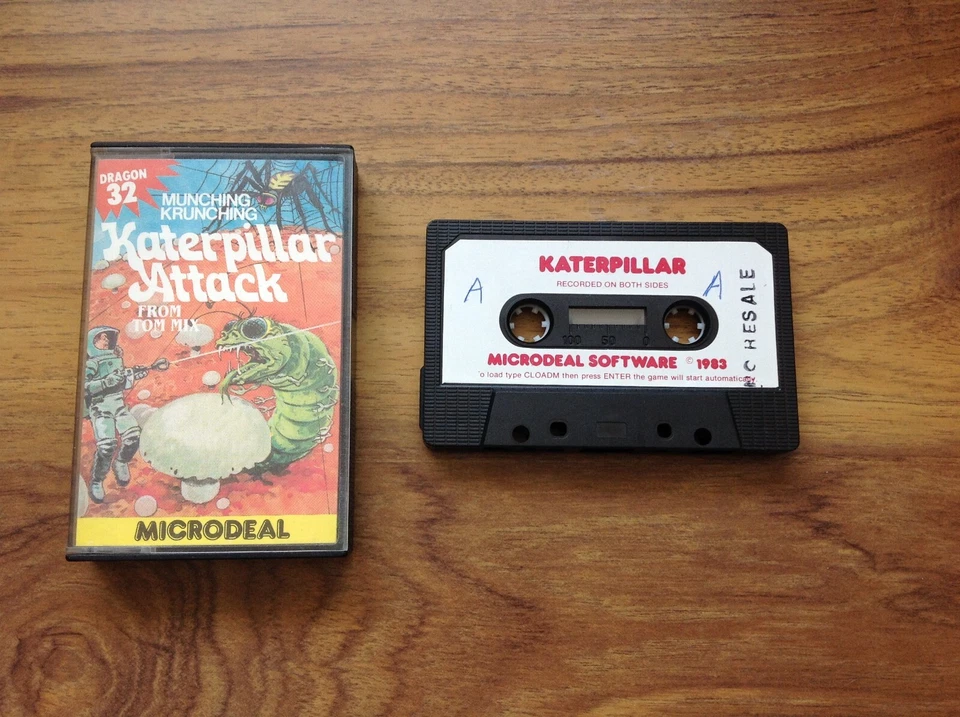 DRAGON
32
MUNCHING
KRUNCHING
Katerpillar
Attack
FROM
TOM MIX
MICRODEAL
KATERPILLAR
RECORDED ON BOTH SIDES
A
A
100 50 0
MICRODEAL SOFTWARE © 1983
o load type CLOADM then press ENTER the game will start automatic
RESALE